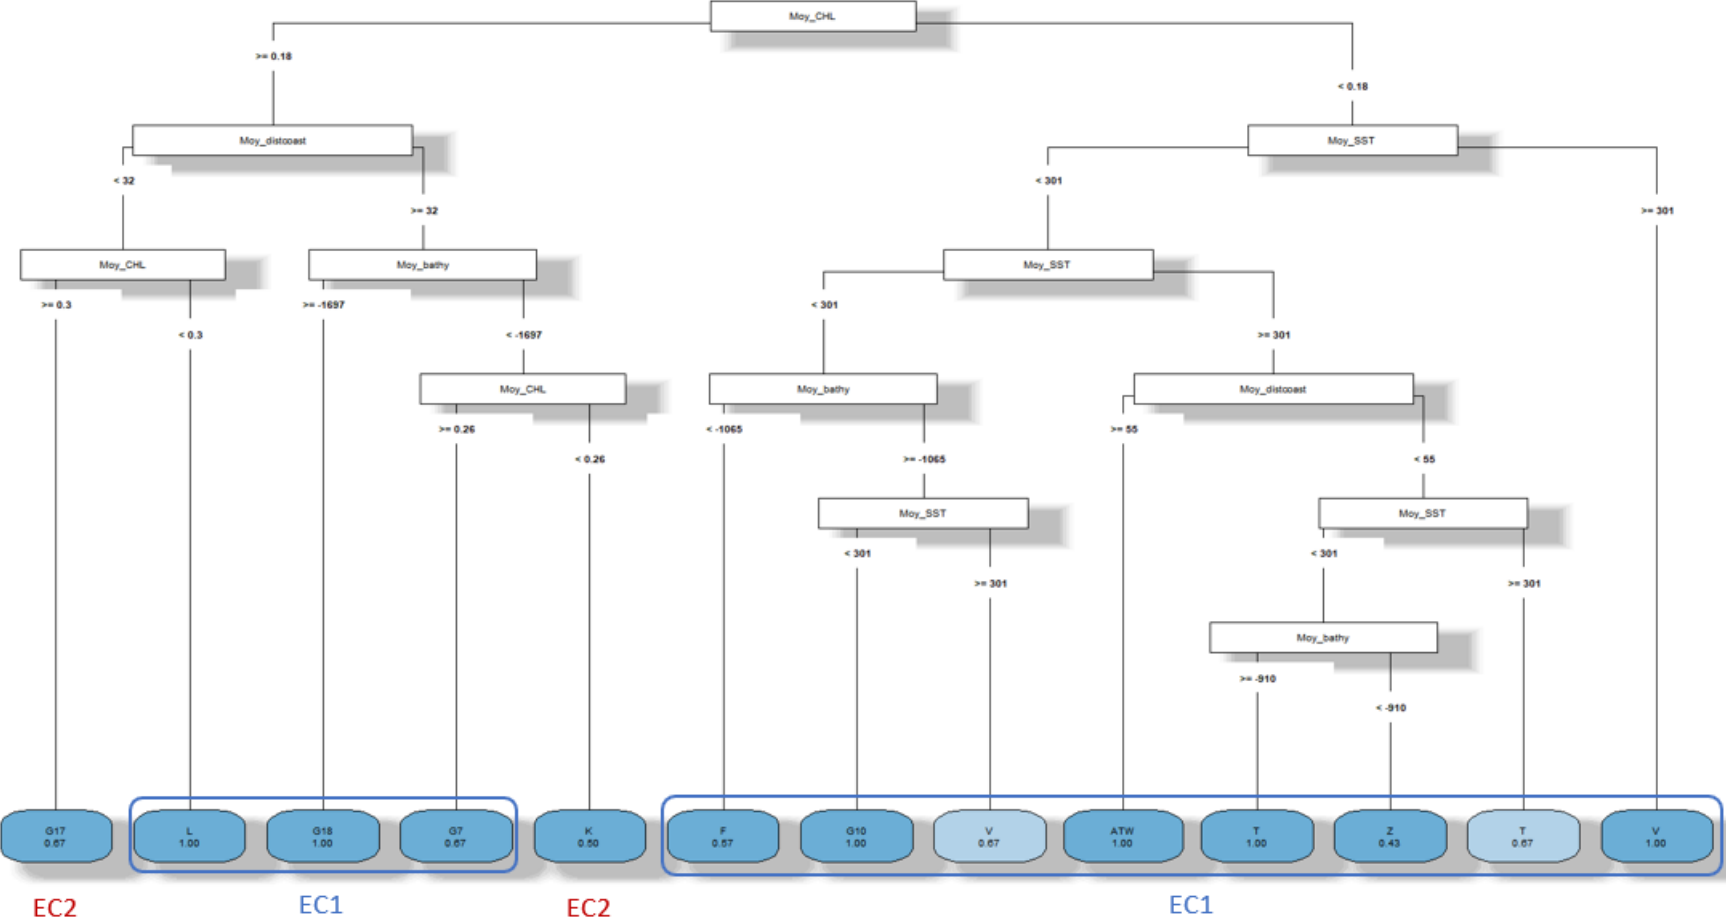 Moy_CHL
>= 0.18
< 0.18
Moy_distcoast
Moy_SST
< 32
< 301
>= 32
>= 301
Moy_CHL
Moy_bathy
Moy_SST
>= 0.3
>= -1697
< 301
< 0.3
< -1697
>= 301
Moy_CHL
Moy_bathy
Moy_distcoast
>= 0.26
< -1065
>= 55
< 0.26
>= -1065
< 55
Moy_SST
Moy_SST
< 301
< 301
>= 301
>= 301
Moy_bathy
>= -910
< -910
G17
0.67
L
1.00
G18
1.00
G7
0.67
K
0.50
F
0.57
G10
1.00
V
0.67
ATW
1.00
T
1.00
Z
0.43
T
0.67
V
1.00
EC2
EC1
EC2
EC1